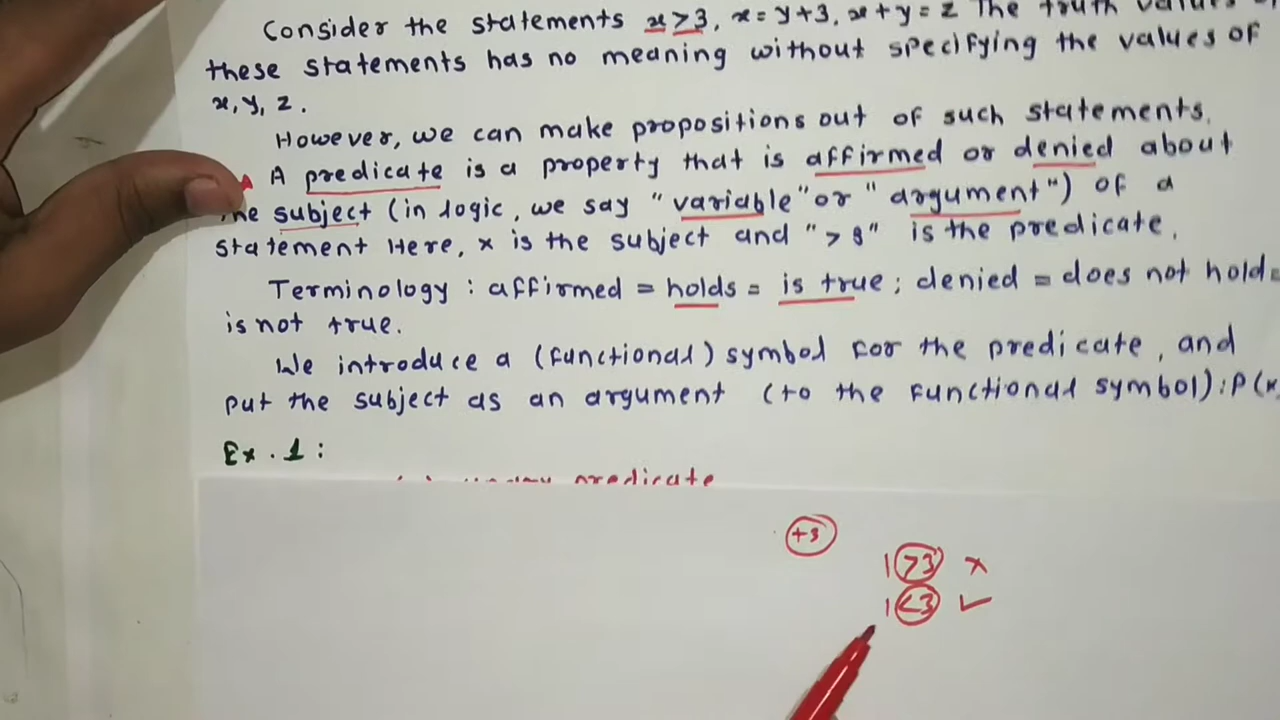 Consider the statements x>3, x=y+3, x+y=z The truth values
these statements has no meaning without specifying the values of
x, y, z.
However, we can make propositions out of such statements.
A predicate is a property that is affirmed or denied about
the subject (in logic, we say "variable" or "argument") of a
statement Here, x is the subject and ">3" is the predicate.
Terminology : affirmed = holds = is true ; denied = does not hold =
is not true.
We introduce a (functional) symbol for the predicate, and
put the subject as an argument (to the functional symbol): P(x
Ex. 1:
predicate
+3
1 >3 ×
1 <3 ✓